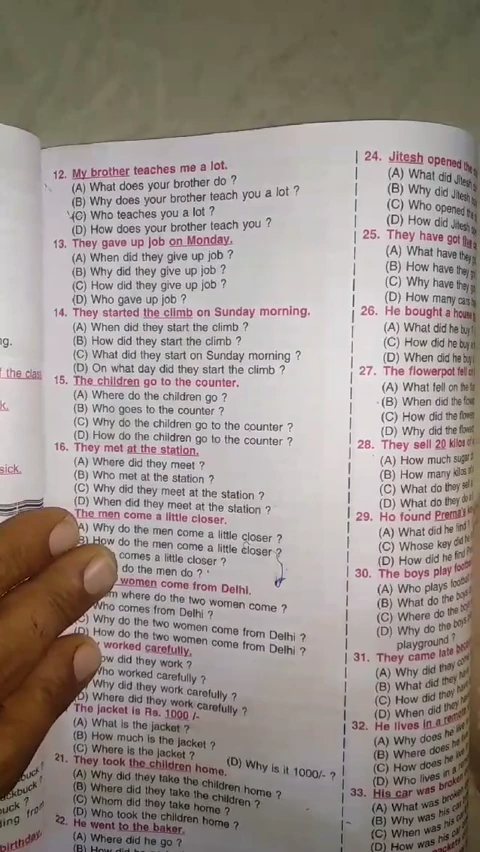 ng.
f the class
k.
sick.
12. My brother teaches me a lot.
(A) What does your brother do ?
(B) Why does your brother teach you a lot ?
(C) Who teaches you a lot ?
(D) How does your brother teach you ?
13. They gave up job on Monday.
(A) When did they give up job ?
(B) Why did they give up job ?
(C) How did they give up job ?
(D) Who gave up job ?
14. They started the climb on Sunday morning.
(A) When did they start the climb ?
(B) How did they start the climb ?
(C) What did they start on Sunday morning ?
(D) On what day did they start the climb ?
15. The children go to the counter.
(A) Where do the children go ?
(B) Who goes to the counter ?
(C) Why do the children go to the counter ?
(D) How do the children go to the counter ?
16. They met at the station.
(A) Where did they meet ?
(B) Who met at the station ?
(C) Why did they meet at the station ?
(D) When did they meet at the station ?
The men come a little closer.
A) Why do the men come a little closer ?
B) How do the men come a little closer ?
comes a little closer ?
do the men do ?
women come from Delhi.
m where do the two women come ?
Who comes from Delhi ?
C) Why do the two women come from Delhi ?
(D) How do the two women come from Delhi ?
worked carefully.
ow did they work ?
Who worked carefully ?
Why did they work carefully ?
D) Where did they work carefully ?
The jacket is Rs. 1000 /-
(A) What is the jacket ?
(B) How much is the jacket ?
(C) Where is the jacket ? (D) Why is it 1000/- ?
21. They took the children home.
(A) Why did they take the children home ?
(B) Where did they take the children ?
(C) Whom did they take home ?
(D) Who took the children home ?
22. He went to the baker.
(A) Where did he go ?
24. Jitesh opened the
(A) What did Jitesh
(B) Why did Jitesh
(C) Who opened
(D) How did Jitesh
25. They have got
(A) What have they
(B) How have they
(C) Why have they
(D) How many cars
26. He bought a house
(A) What did he buy
(C) How did he buy
(D) When did he buy
27. The flowerpot fell
(A) What fell on the
(B) When did the
(C) How did the
(D) Why did the
28. They sell 20 kilos
(A) How much sugar
(B) How many kilos
(C) What do they sell
(D) What do they do
29. Ho found Prema's
(A) What did he find
(C) Whose key did he
(D) How did he find
30. The boys play
(A) Who plays
(B) What do the boys
(C) Where do the
(D) Why do the boys
playground ?
31. They came late
(A) Why did they
(B) What did they
(C) How did they
(D) When did they
32. He lives in a remote
(A) Why does he
(B) Where does he
(C) How does he
(D) Who lives in a
33. His car was broken
(A) What was broken
(B) Why was his car
(C) When was his
(D) How was his car
birthday.